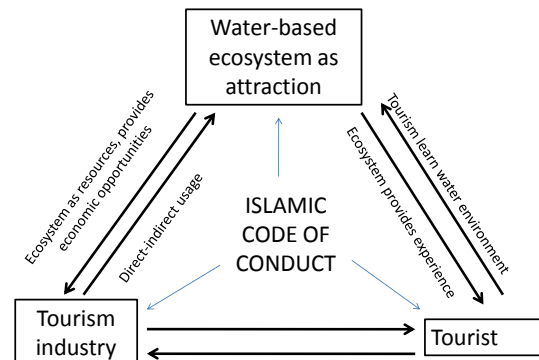 Water-based
ecosystem as
attraction
Ecosystem as resources, provides
economic opportunities
Direct-indirect usage
Tourism learn water environment
Ecosystem provides experience
ISLAMIC
CODE OF
CONDUCT
Tourism
industry
Tourist